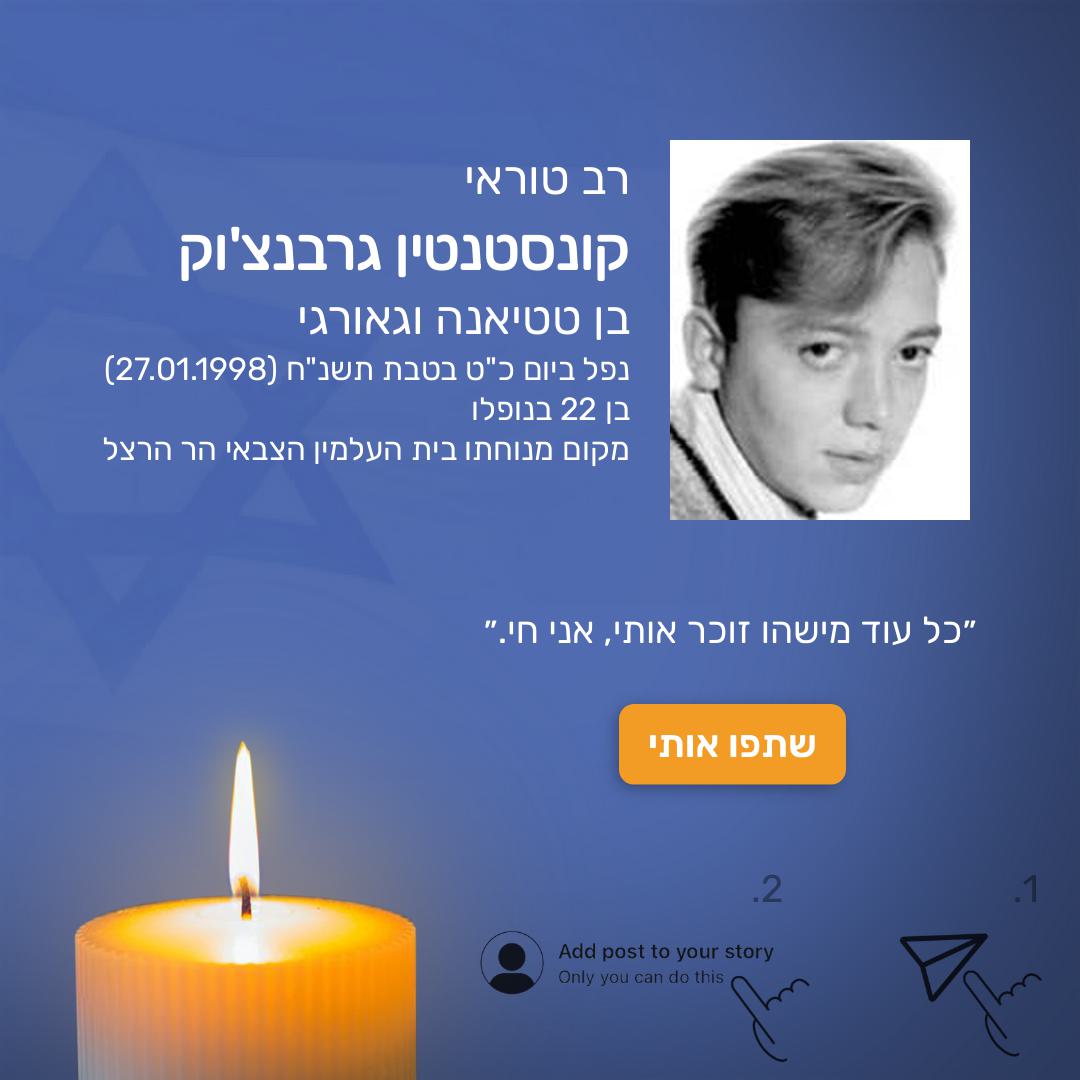 רב טוראי
קונסטנטין גרבנצ'וק
בן טטיאנה וגאורגי
נפל ביום כ"ט בטבת תשנ"ח (27.01.1998)
בן 22 בנופלו
מקום מנוחתו בית העלמין הצבאי הר הרצל
״כל עוד מישהו זוכר אותי, אני חי.״
שתפו אותי
1.
2.
Add post to your story
Only you can do this